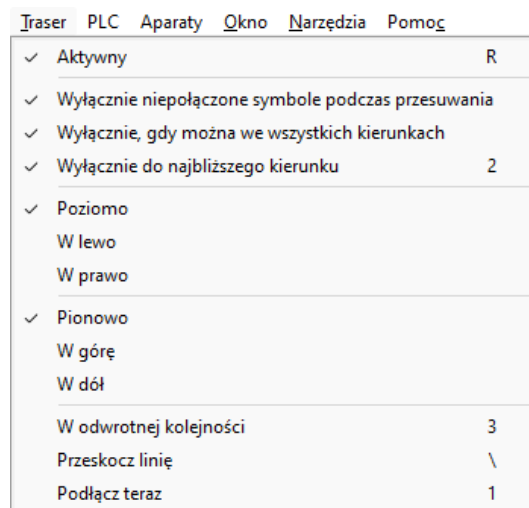 Traser PLC Aparaty Okno Narzędzia Pomoc
Aktywny R
Wyłącznie niepołączone symbole podczas przesuwania
Wyłącznie, gdy można we wszystkich kierunkach
Wyłącznie do najbliższego kierunku 2
Poziomo
W lewo
W prawo
Pionowo
W górę
W dół
W odwrotnej kolejności 3
Przeskocz linię \
Podłącz teraz 1